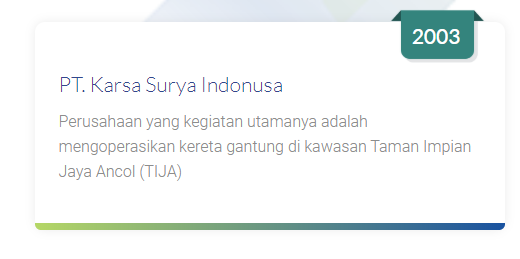 2003
PT. Karsa Surya Indonusa
Perusahaan yang kegiatan utamanya adalah
mengoperasikan kereta gantung di kawasan Taman Impian
Jaya Ancol (TIJA)